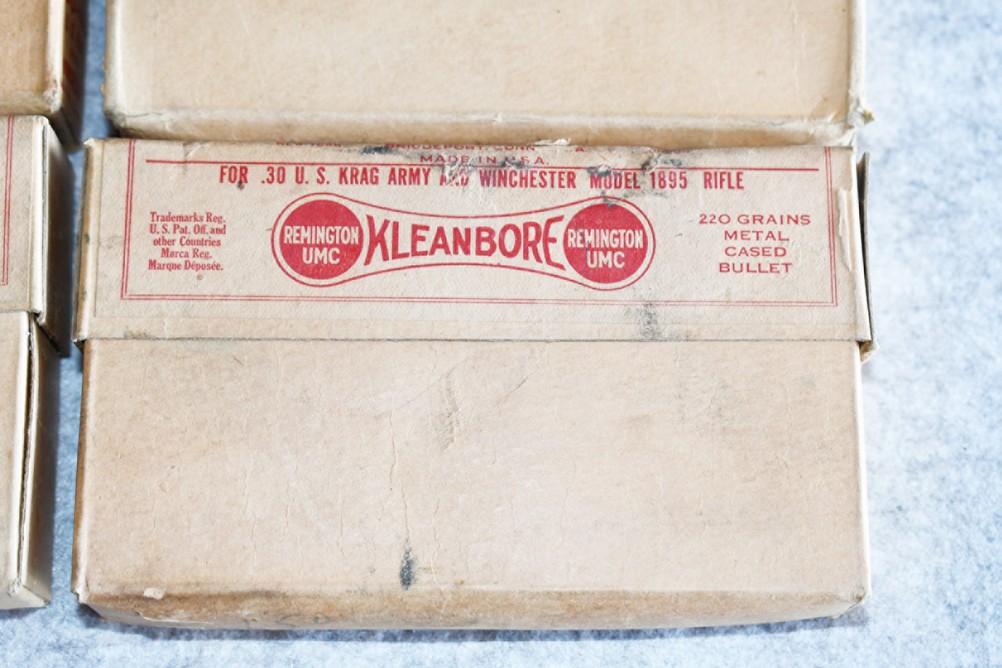 MADE IN U.S.A.
FOR .30 U. S. KRAG ARMY AND WINCHESTER MODEL 1895 RIFLE
Trademarks Reg.
U. S. Pat. Off. and
other Countries
Marca Reg.
Marque Déposée.
REMINGTON
UMC
KLEANBORE
REMINGTON
UMC
220 GRAINS
METAL
CASED
BULLET